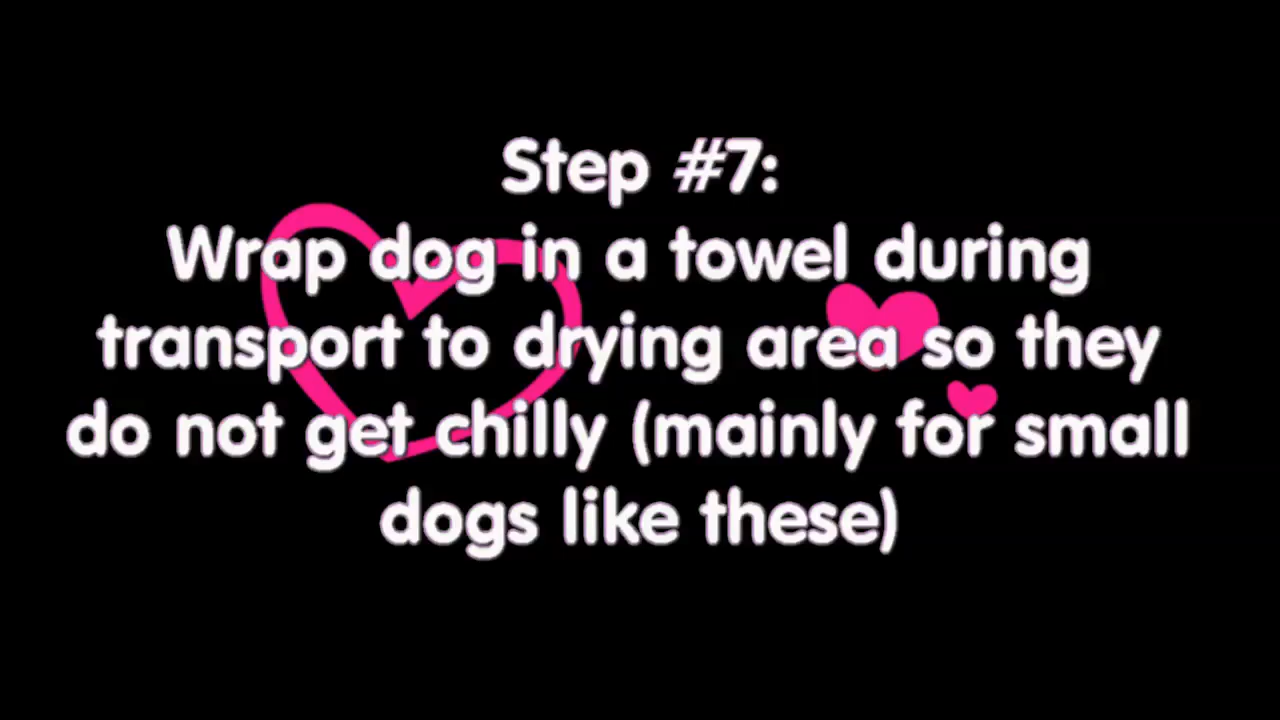 Step #7:
Wrap dog in a towel during
transport to drying area so they
do not get chilly (mainly for small
dogs like these)